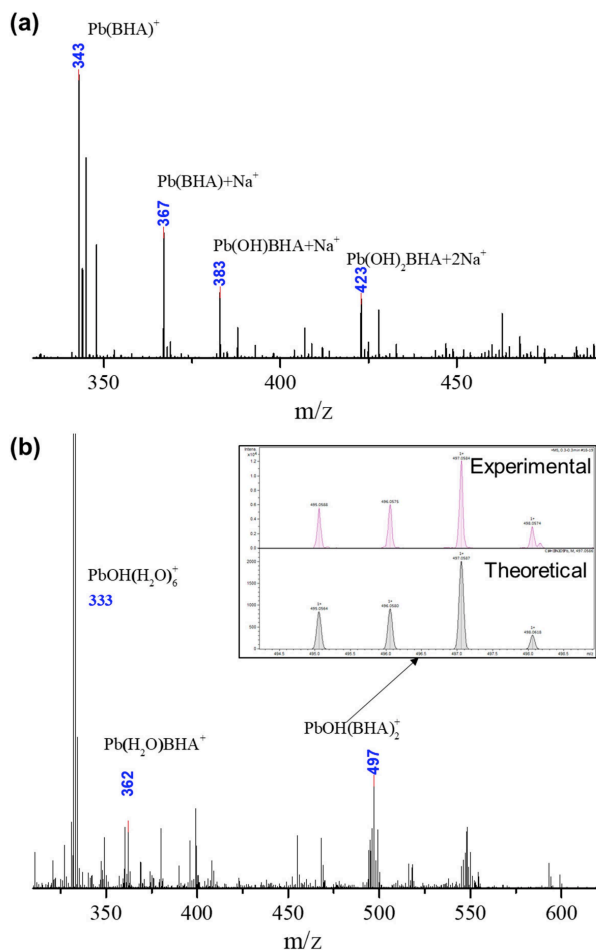 (a)
Pb(BHA)+
343
Pb(BHA)+Na+
367
Pb(OH)BHA+Na+
383
Pb(OH)2BHA+2Na+
423
350
400
450
m/z
(b)
PbOH(H2O)6+
333
Experimental
Theoretical
Pb(H2O)BHA+
362
PbOH(BHA)2+
497
350
400
450
500
550
600
m/z